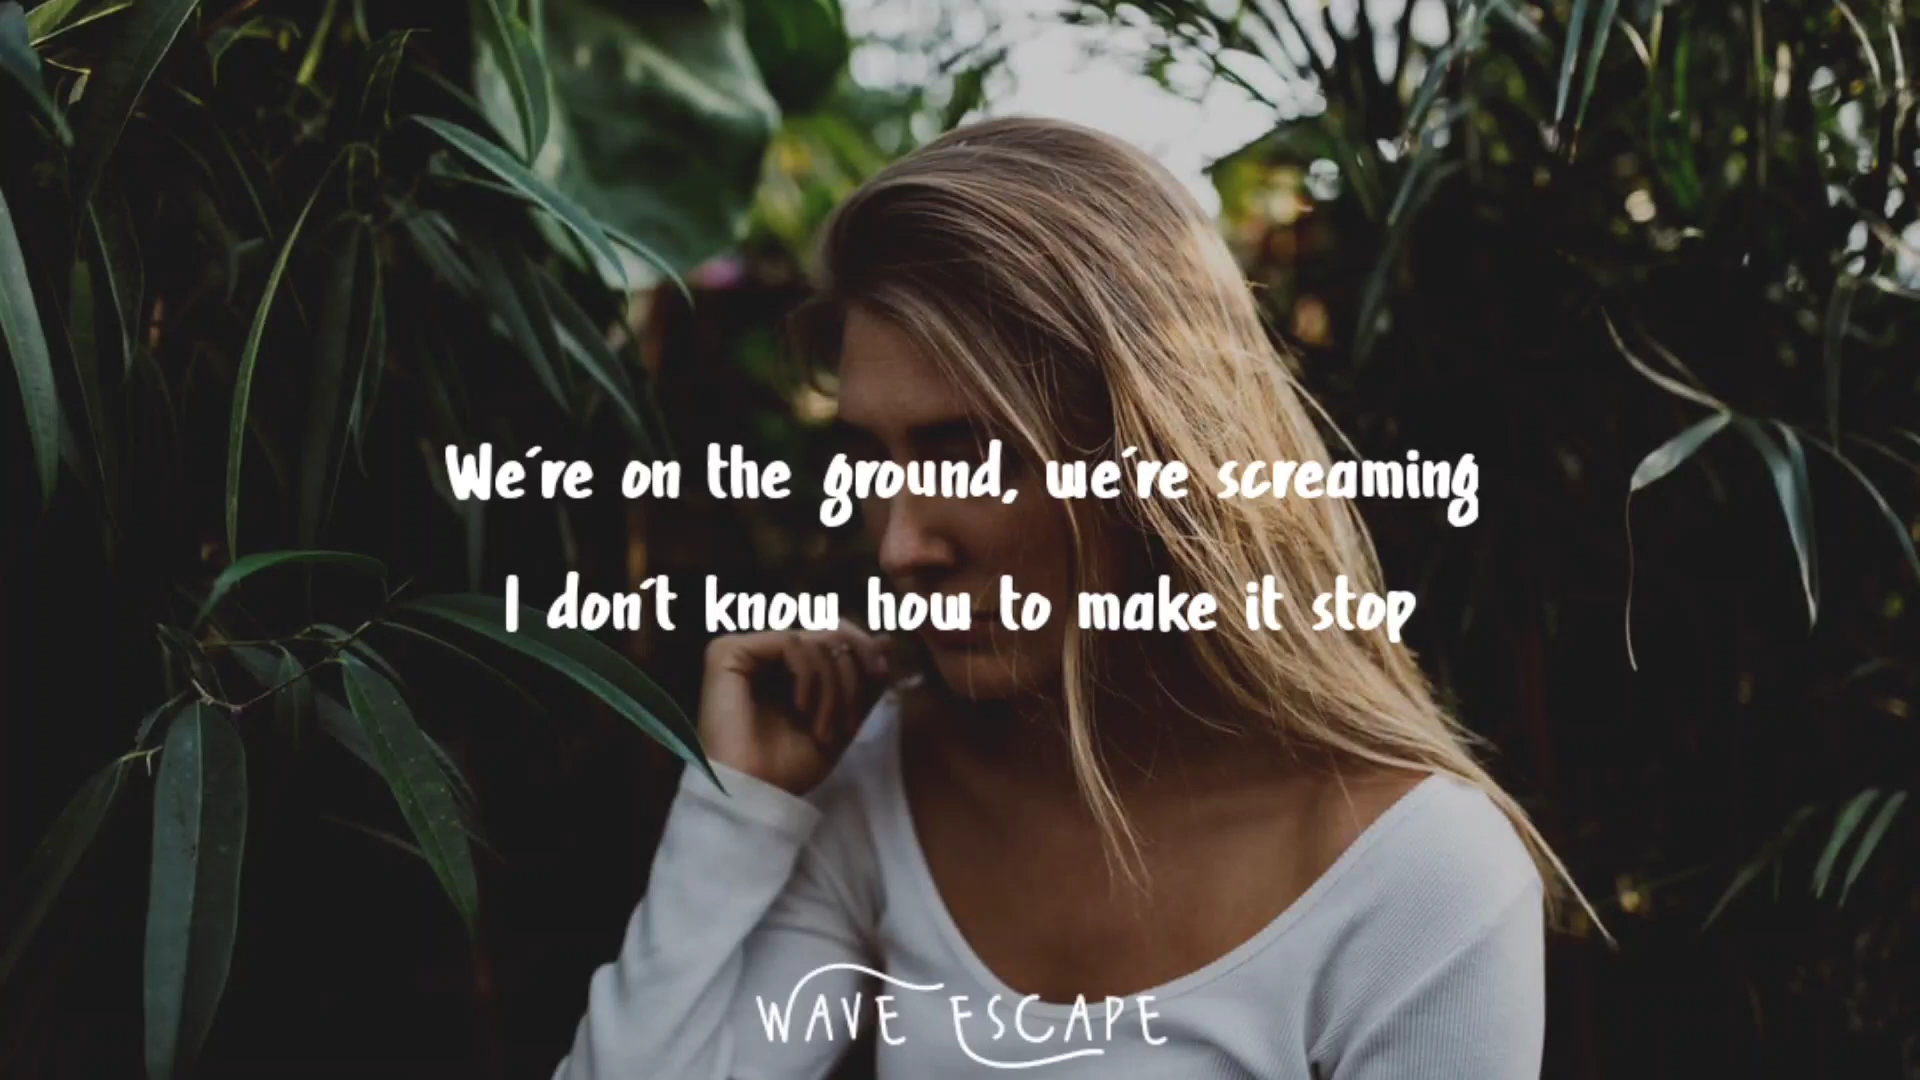 We´re on the ground, we´re screaming
I don´t know how to make it stop
WAVE ESCAPE